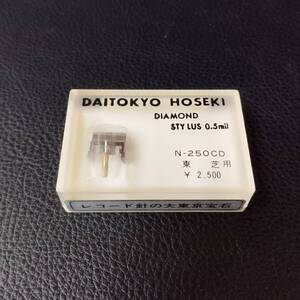 DAITOKYO HOSEKI
DIAMOND
STYLUS 0.5mil
N-250CD
東芝用
¥ 2,500
レコード針の大東京宝石